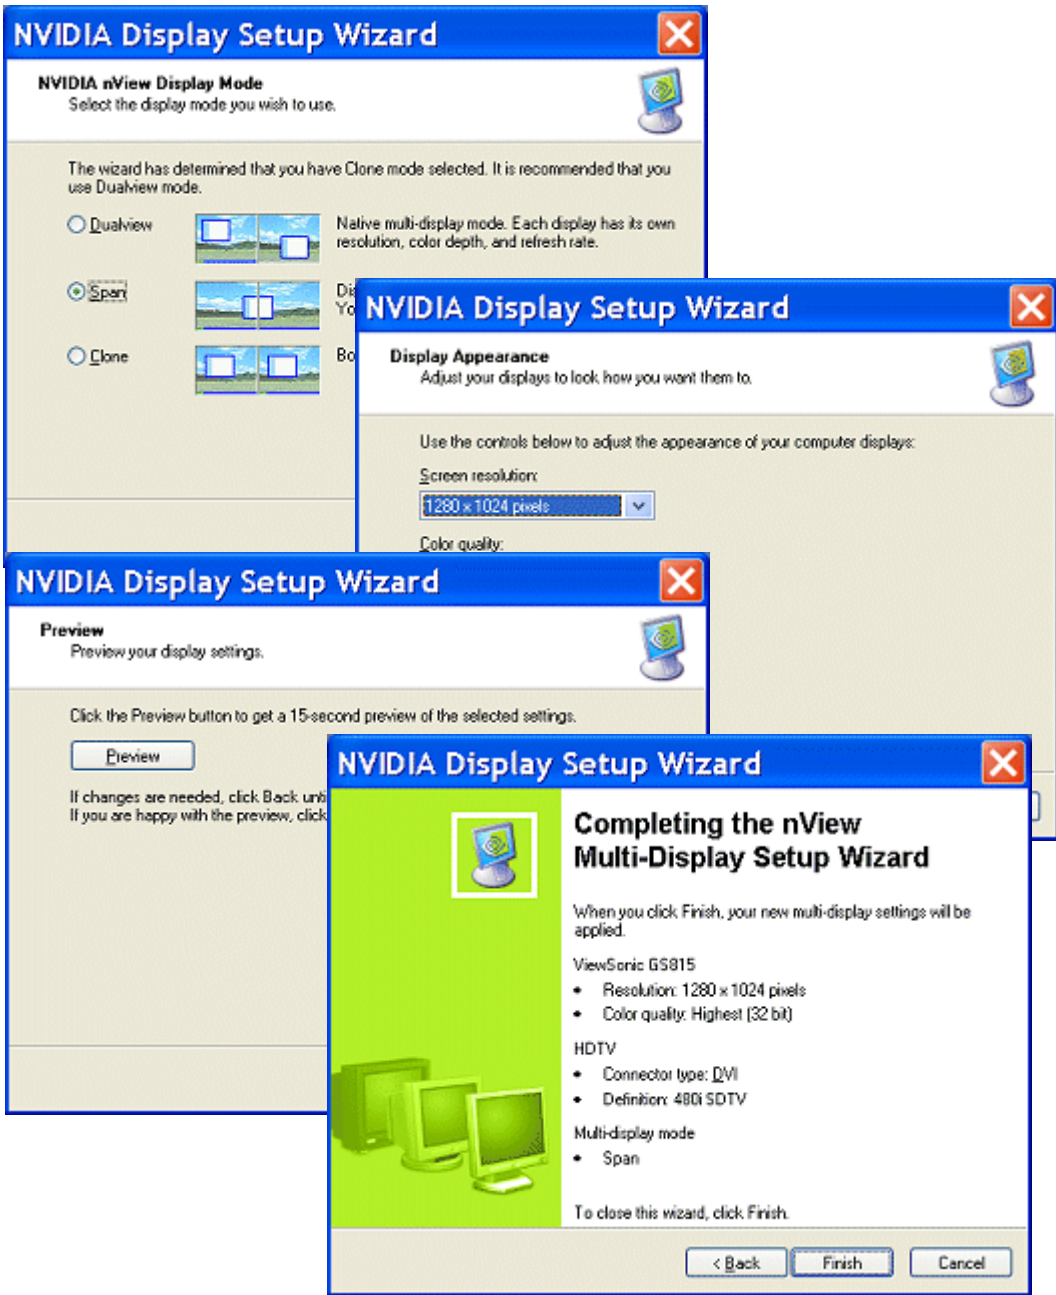 NVIDIA Display Setup Wizard
NVIDIA nView Display Mode
Select the display mode you wish to use.
The wizard has determined that you have Clone mode selected. It is recommended that you
use Dualview mode.
Dualview
Native multi-display mode. Each display has its own
resolution, color depth, and refresh rate.
Span
Clone
NVIDIA Display Setup Wizard
Display Appearance
Adjust your displays to look how you want them to.
Use the controls below to adjust the appearance of your computer displays:
Screen resolution:
1280 x 1024 pixels
Color quality:
NVIDIA Display Setup Wizard
Preview
Preview your display settings.
Click the Preview button to get a 15-second preview of the selected settings.
Preview
If changes are needed, click Back
If you are happy with the preview, click
NVIDIA Display Setup Wizard
Completing the nView
Multi-Display Setup Wizard
When you click Finish, your new multi-display settings will be
applied.
ViewSonic GS815
• Resolution: 1280 x 1024 pixels
• Color quality: Highest (32 bit)
HDTV
• Connector type: DVI
• Definition: 480i SDTV
Multi-display mode
• Span
To close this wizard, click Finish.
< Back
Finish
Cancel